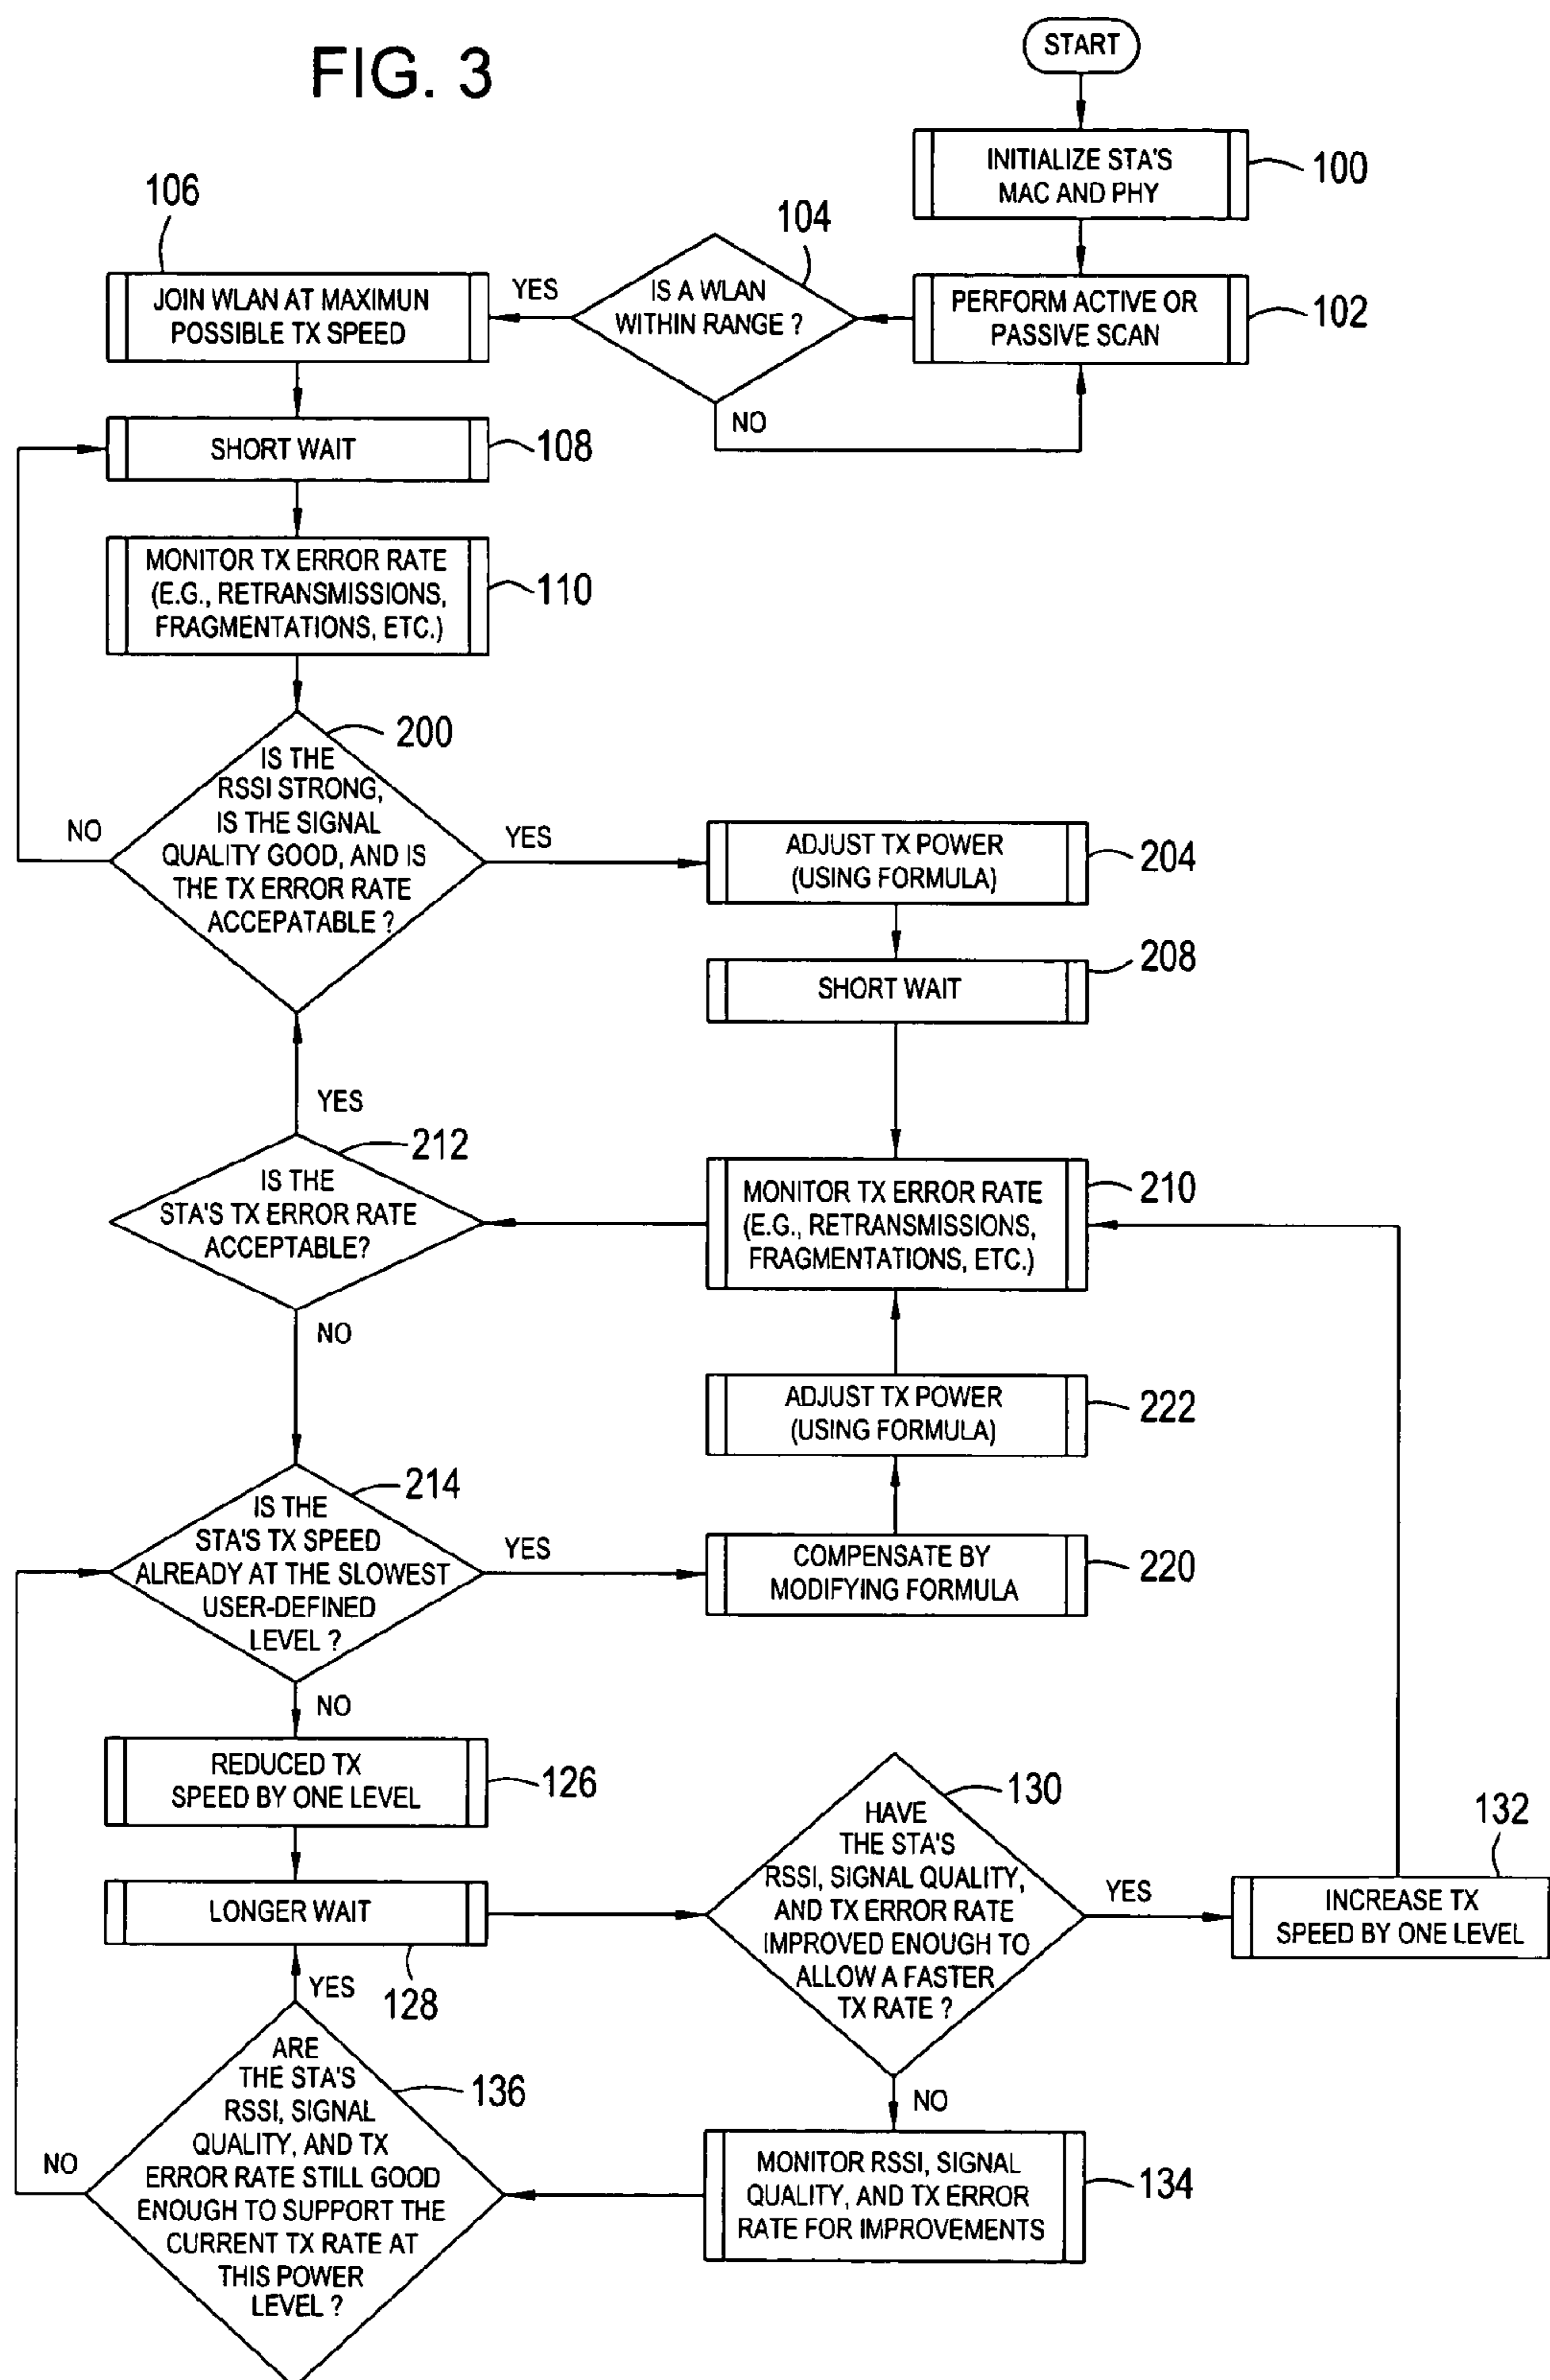 FIG. 3
START
INITIALIZE STA'S
MAC AND PHY
100
PERFORM ACTIVE OR
PASSIVE SCAN
102
104
IS A WLAN
WITHIN RANGE ?
YES
NO
106
JOIN WLAN AT MAXIMUN
POSSIBLE TX SPEED
SHORT WAIT
108
MONITOR TX ERROR RATE
(E.G., RETRANSMISSIONS,
FRAGMENTATIONS, ETC.)
110
200
IS THE
RSSI STRONG,
IS THE SIGNAL
QUALITY GOOD, AND IS
THE TX ERROR RATE
ACCEPATABLE ?
NO
YES
ADJUST TX POWER
(USING FORMULA)
204
SHORT WAIT
208
MONITOR TX ERROR RATE
(E.G., RETRANSMISSIONS,
FRAGMENTATIONS, ETC.)
210
YES
212
IS THE
STA'S TX ERROR RATE
ACCEPTABLE?
NO
ADJUST TX POWER
(USING FORMULA)
222
214
IS THE
STA'S TX SPEED
ALREADY AT THE SLOWEST
USER-DEFINED
LEVEL ?
YES
COMPENSATE BY
MODIFYING FORMULA
220
NO
REDUCED TX
SPEED BY ONE LEVEL
126
LONGER WAIT
128
130
HAVE
THE STA'S
RSSI, SIGNAL QUALITY,
AND TX ERROR RATE
IMPROVED ENOUGH TO
ALLOW A FASTER
TX RATE ?
YES
132
INCREASE TX
SPEED BY ONE LEVEL
NO
MONITOR RSSI, SIGNAL
QUALITY, AND TX ERROR
RATE FOR IMPROVEMENTS
134
YES
136
ARE
THE STA'S
RSSI, SIGNAL
QUALITY, AND TX
ERROR RATE STILL GOOD
ENOUGH TO SUPPORT THE
CURRENT TX RATE AT
THIS POWER
LEVEL ?
NO